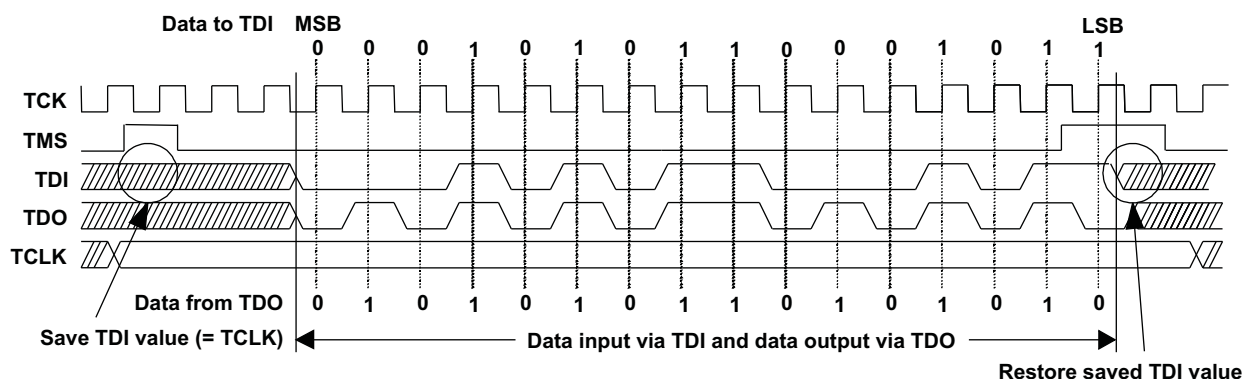 Data to TDI MSB LSB
0 0 0 1 0 1 0 1 1 0 0 0 1 0 1 1
TCK
TMS
TDI
TDO
TCLK
Data from TDO 0 1 0 1 0 1 0 1 1 0 1 0 1 0 1 0
Save TDI value (= TCLK) Data input via TDI and data output via TDO
Restore saved TDI value